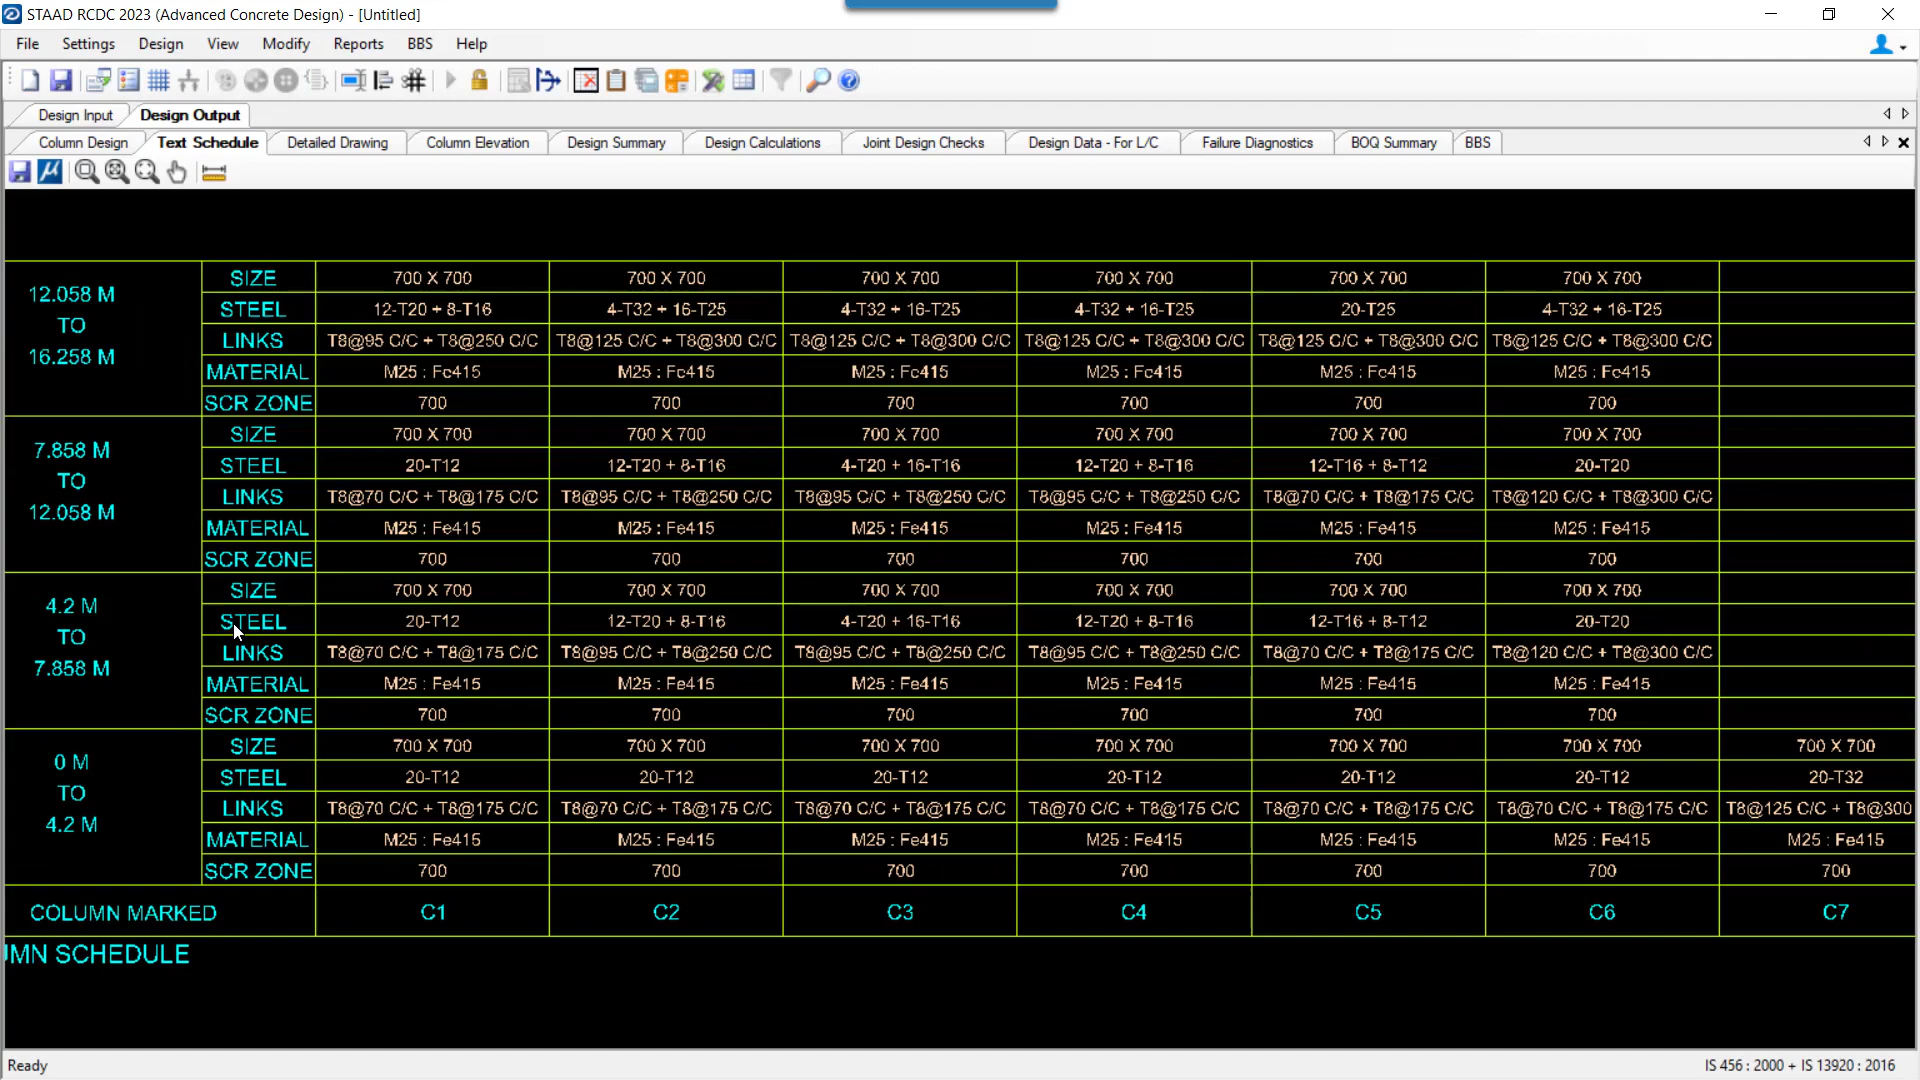 STAAD RCDC 2023 (Advanced Concrete Design) - [Untitled]
File Settings Design View Modify Reports BBS Help
Design Input Design Output
Column Design Text Schedule Detailed Drawing Column Elevation Design Summary Design Calculations Joint Design Checks Design Data - For L/C Failure Diagnostics BOQ Summary BBS
12.058 M
TO
16.258 M
SIZE 700 X 700 700 X 700 700 X 700 700 X 700 700 X 700 700 X 700
STEEL 12-T20 + 8-T16 4-T32 + 16-T25 4-T32 + 16-T25 4-T32 + 16-T25 20-T25 4-T32 + 16-T25
LINKS T8@95 C/C + T8@250 C/C T8@125 C/C + T8@300 C/C T8@125 C/C + T8@300 C/C T8@125 C/C + T8@300 C/C T8@125 C/C + T8@300 C/C T8@125 C/C + T8@300 C/C
MATERIAL M25 : Fe415 M25 : Fe415 M25 : Fe415 M25 : Fe415 M25 : Fe415 M25 : Fe415
SCR ZONE 700 700 700 700 700 700
7.858 M
TO
12.058 M
SIZE 700 X 700 700 X 700 700 X 700 700 X 700 700 X 700 700 X 700
STEEL 20-T12 12-T20 + 8-T16 4-T20 + 16-T16 12-T20 + 8-T16 12-T16 + 8-T12 20-T20
LINKS T8@70 C/C + T8@175 C/C T8@95 C/C + T8@250 C/C T8@95 C/C + T8@250 C/C T8@95 C/C + T8@250 C/C T8@70 C/C + T8@175 C/C T8@120 C/C + T8@300 C/C
MATERIAL M25 : Fe415 M25 : Fe415 M25 : Fe415 M25 : Fe415 M25 : Fe415 M25 : Fe415
SCR ZONE 700 700 700 700 700 700
4.2 M
TO
7.858 M
SIZE 700 X 700 700 X 700 700 X 700 700 X 700 700 X 700 700 X 700
STEEL 20-T12 12-T20 + 8-T16 4-T20 + 16-T16 12-T20 + 8-T16 12-T16 + 8-T12 20-T20
LINKS T8@70 C/C + T8@175 C/C T8@95 C/C + T8@250 C/C T8@95 C/C + T8@250 C/C T8@95 C/C + T8@250 C/C T8@70 C/C + T8@175 C/C T8@120 C/C + T8@300 C/C
MATERIAL M25 : Fe415 M25 : Fe415 M25 : Fe415 M25 : Fe415 M25 : Fe415 M25 : Fe415
SCR ZONE 700 700 700 700 700 700
0 M
TO
4.2 M
SIZE 700 X 700 700 X 700 700 X 700 700 X 700 700 X 700 700 X 700 700 X 700
STEEL 20-T12 20-T12 20-T12 20-T12 20-T12 20-T12 20-T32
LINKS T8@70 C/C + T8@175 C/C T8@70 C/C + T8@175 C/C T8@70 C/C + T8@175 C/C T8@70 C/C + T8@175 C/C T8@70 C/C + T8@175 C/C T8@70 C/C + T8@175 C/C T8@125 C/C + T8@300
MATERIAL M25 : Fe415 M25 : Fe415 M25 : Fe415 M25 : Fe415 M25 : Fe415 M25 : Fe415 M25 : Fe415
SCR ZONE 700 700 700 700 700 700 700
COLUMN MARKED C1 C2 C3 C4 C5 C6 C7
UMN SCHEDULE
Ready IS 456 : 2000 + IS 13920 : 2016